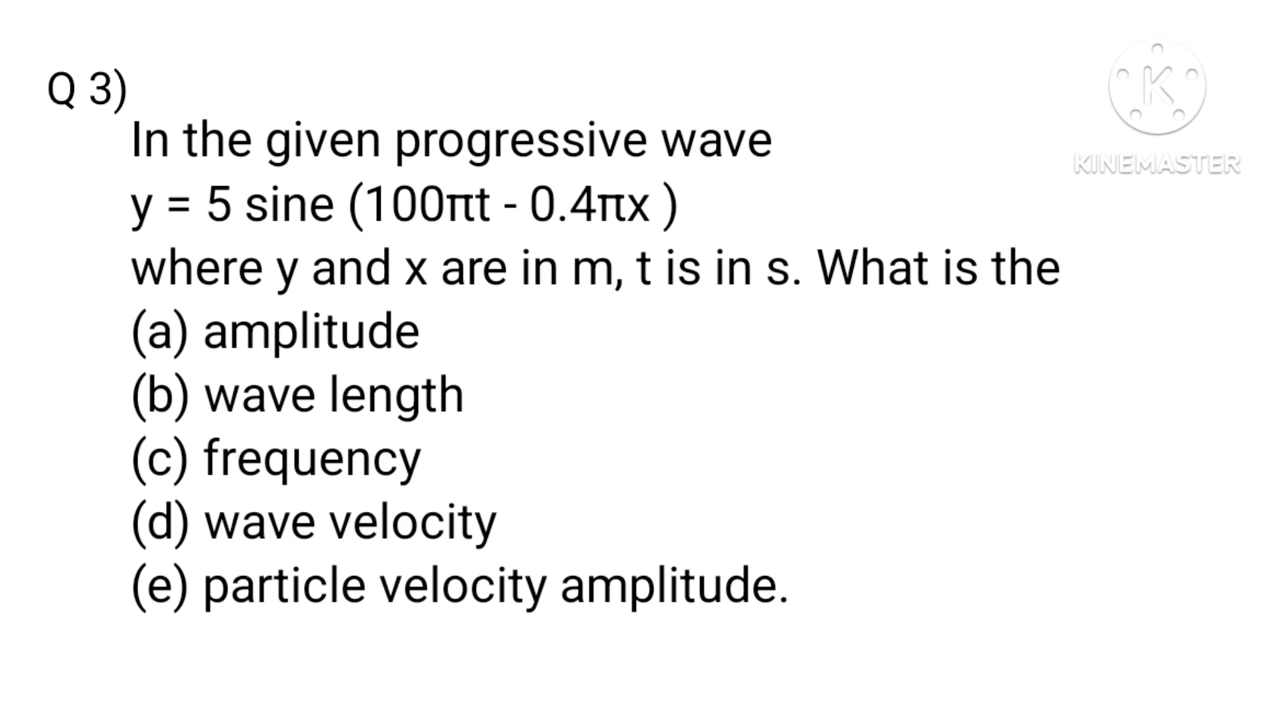 Q 3)
In the given progressive wave
y = 5 sine (100πt - 0.4πx )
where y and x are in m, t is in s. What is the
(a) amplitude
(b) wave length
(c) frequency
(d) wave velocity
(e) particle velocity amplitude.
K
KINEMASTER